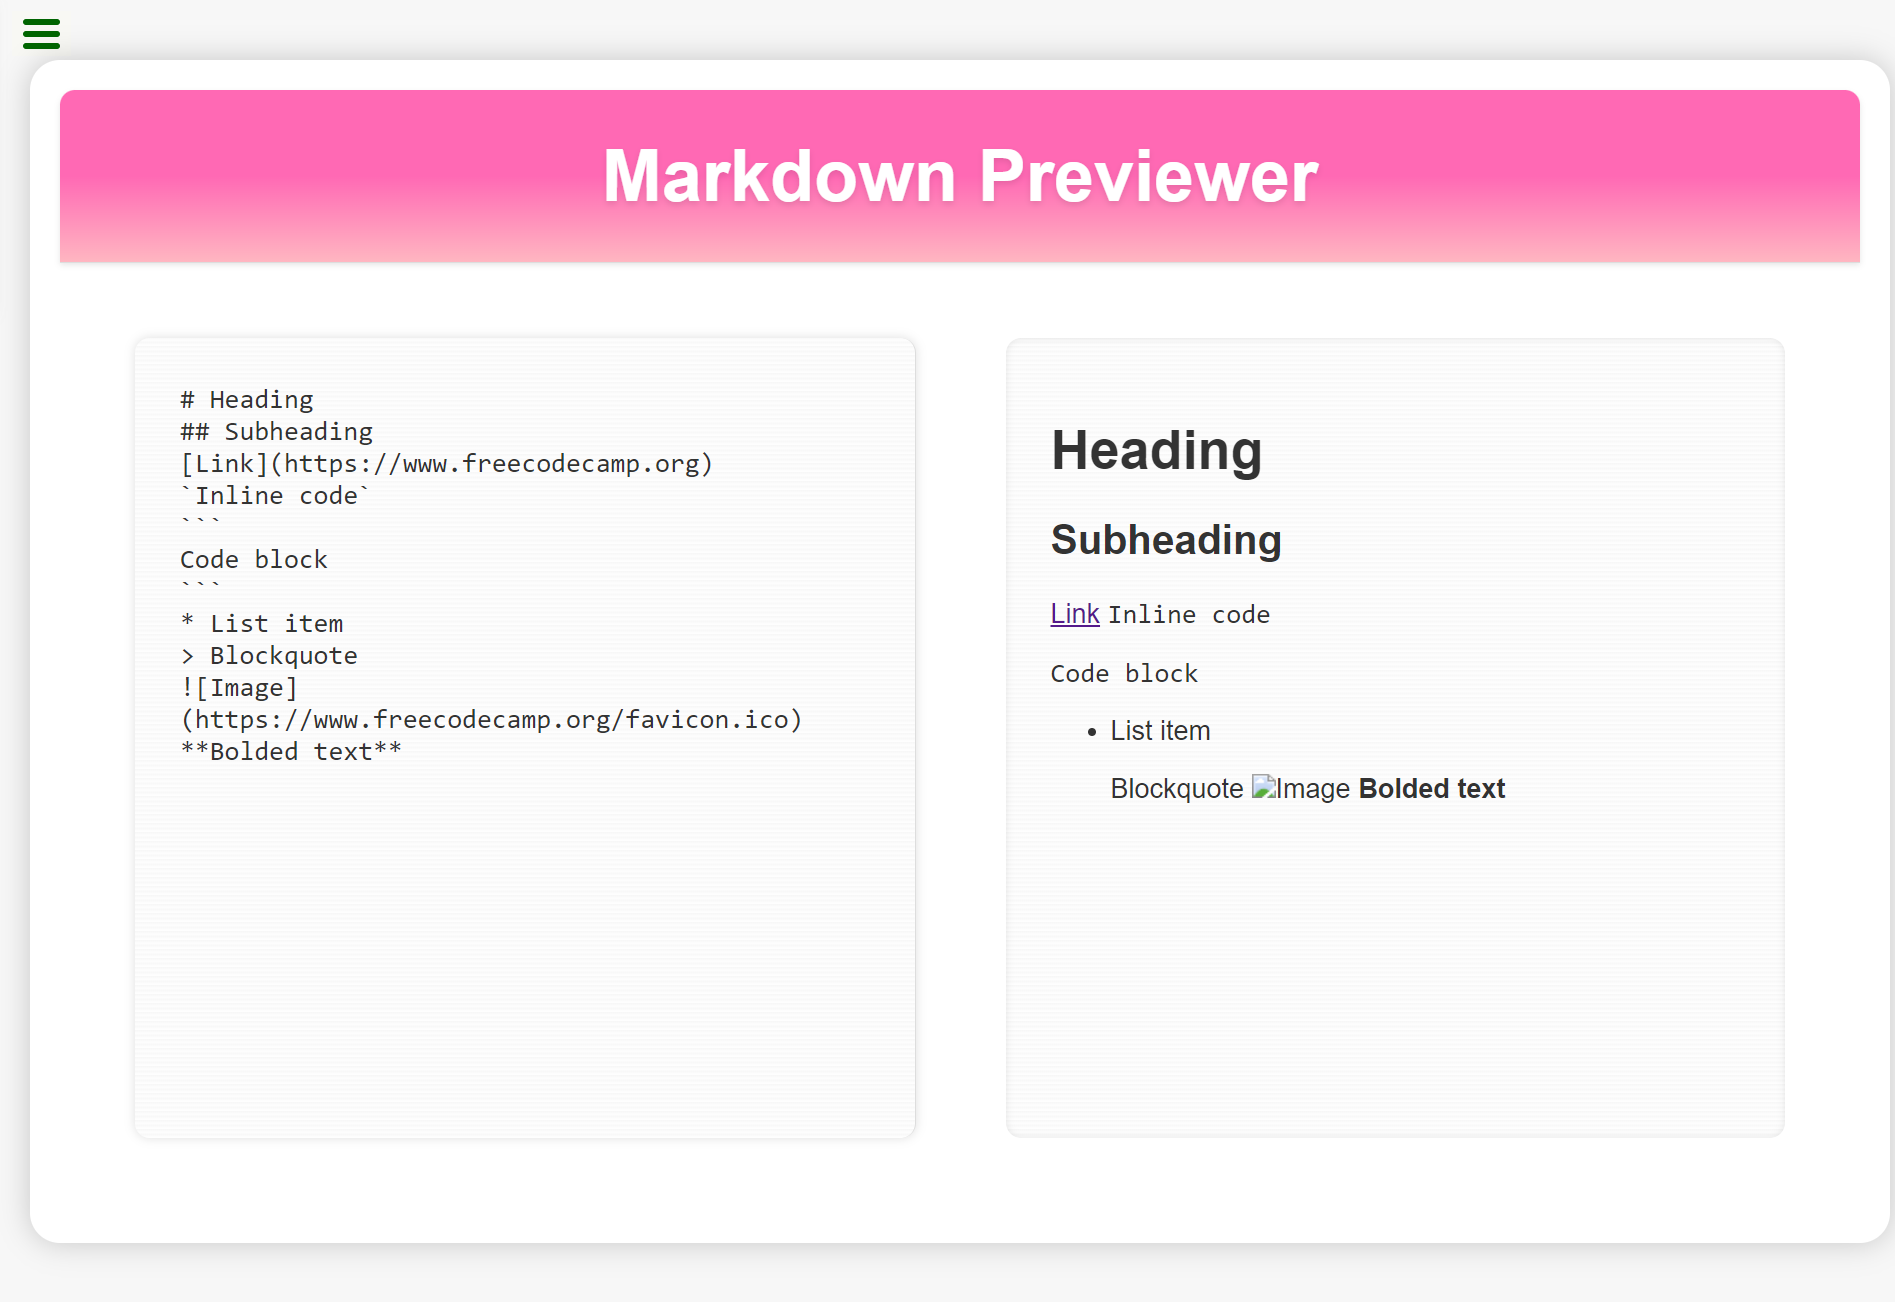 Markdown Previewer
# Heading
## Subheading
[Link](https://www.freecodecamp.org)
`Inline code`
```
Code block
```
* List item
> Blockquote
![Image]
(https://www.freecodecamp.org/favicon.ico)
**Bolded text**
Heading
Subheading
Link Inline code
Code block
• List item
Blockquote Image Bolded text